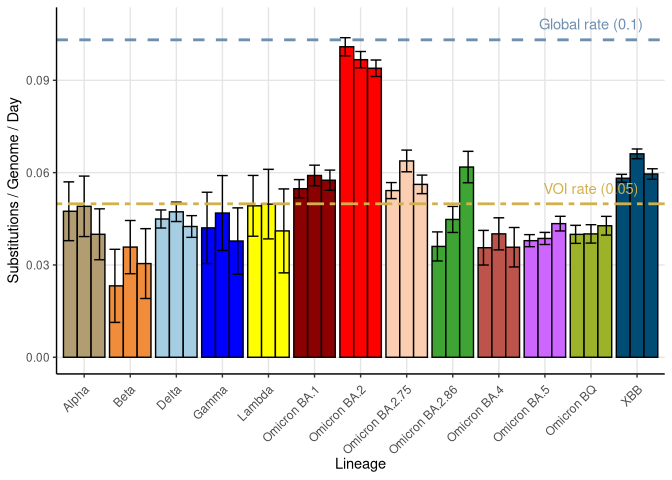 Global rate (0.1)
VOI rate (0.05)
Substitutions / Genome / Day
0.09
0.06
0.03
0.00
Alpha
Beta
Delta
Gamma
Lambda
Omicron BA.1
Omicron BA.2
Omicron BA.2.75
Omicron BA.2.86
Omicron BA.4
Omicron BA.5
Omicron BQ
XBB
Lineage